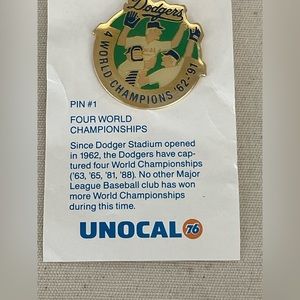 Dodgers
4 WORLD CHAMPIONS '62-'91
PIN #1
FOUR WORLD
CHAMPIONSHIPS
Since Dodger Stadium opened
in 1962, the Dodgers have cap-
tured four World Championships
('63, '65, '81, '88). No other Major
League Baseball club has won
more World Championships
during this time.
UNOCAL 76